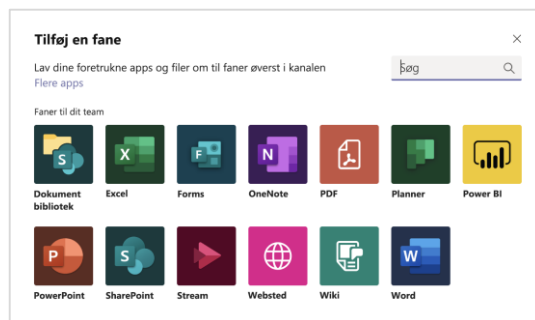 Tilføj en fane
Lav dine foretrukne apps og filer om til faner øverst i kanalen
Søg
Flere apps
Faner til dit team
Dokument bibliotek
Excel
Forms
OneNote
PDF
Planner
Power BI
PowerPoint
SharePoint
Stream
Websted
Wiki
Word